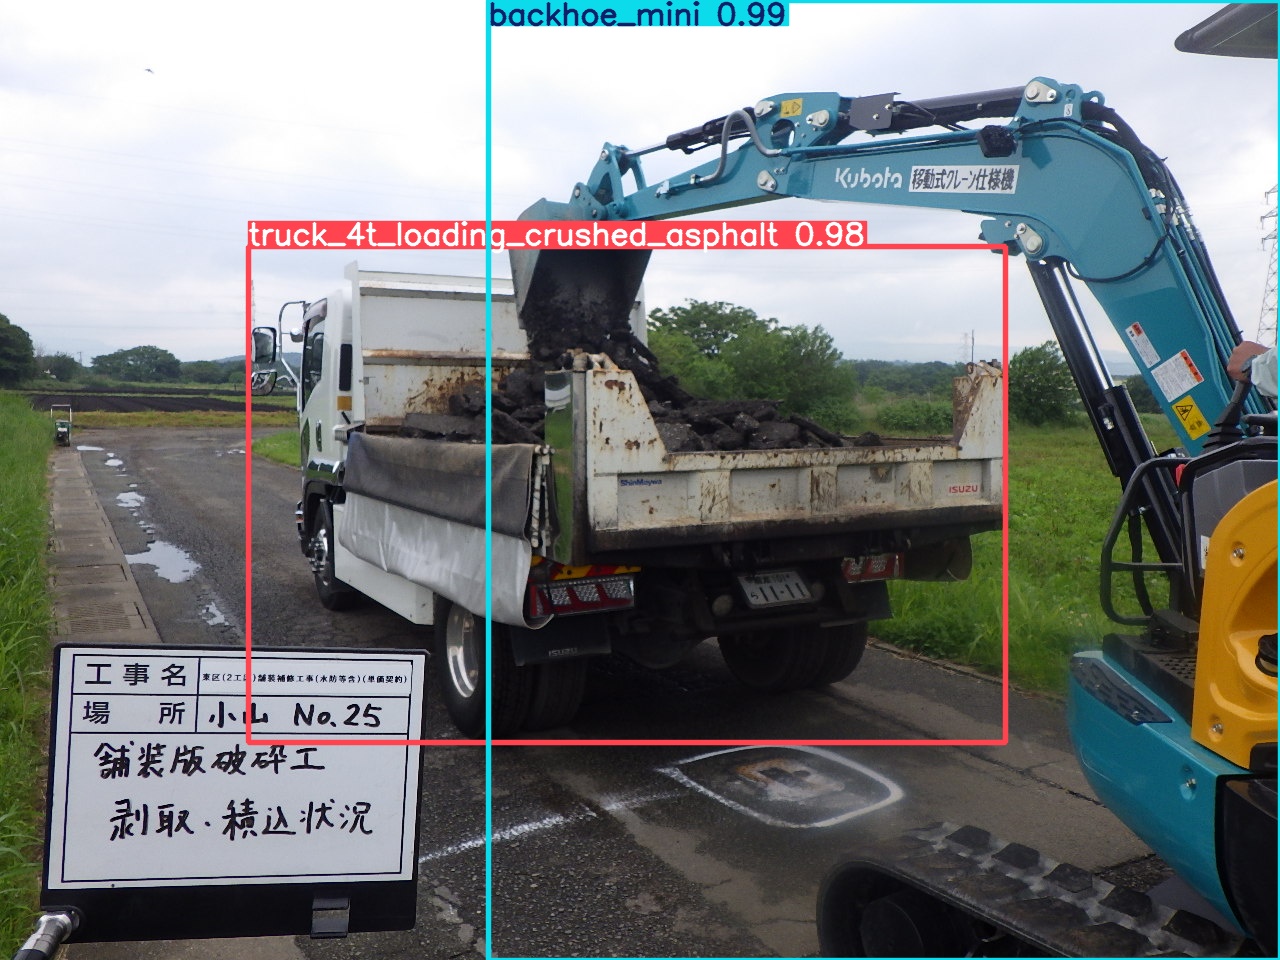 backhoe_mini 0.99
Kubota 移動式クレーン仕様機
truck_4t_loading_crushed_asphalt 0.98
ShinMaywa
ISUZU
11-11
ISUZU
工事名 東区(2工区)舗装補修工事(水防等含)(単価契約)
場所 小山 No.25
舗装版破砕工
剥取・積込状況